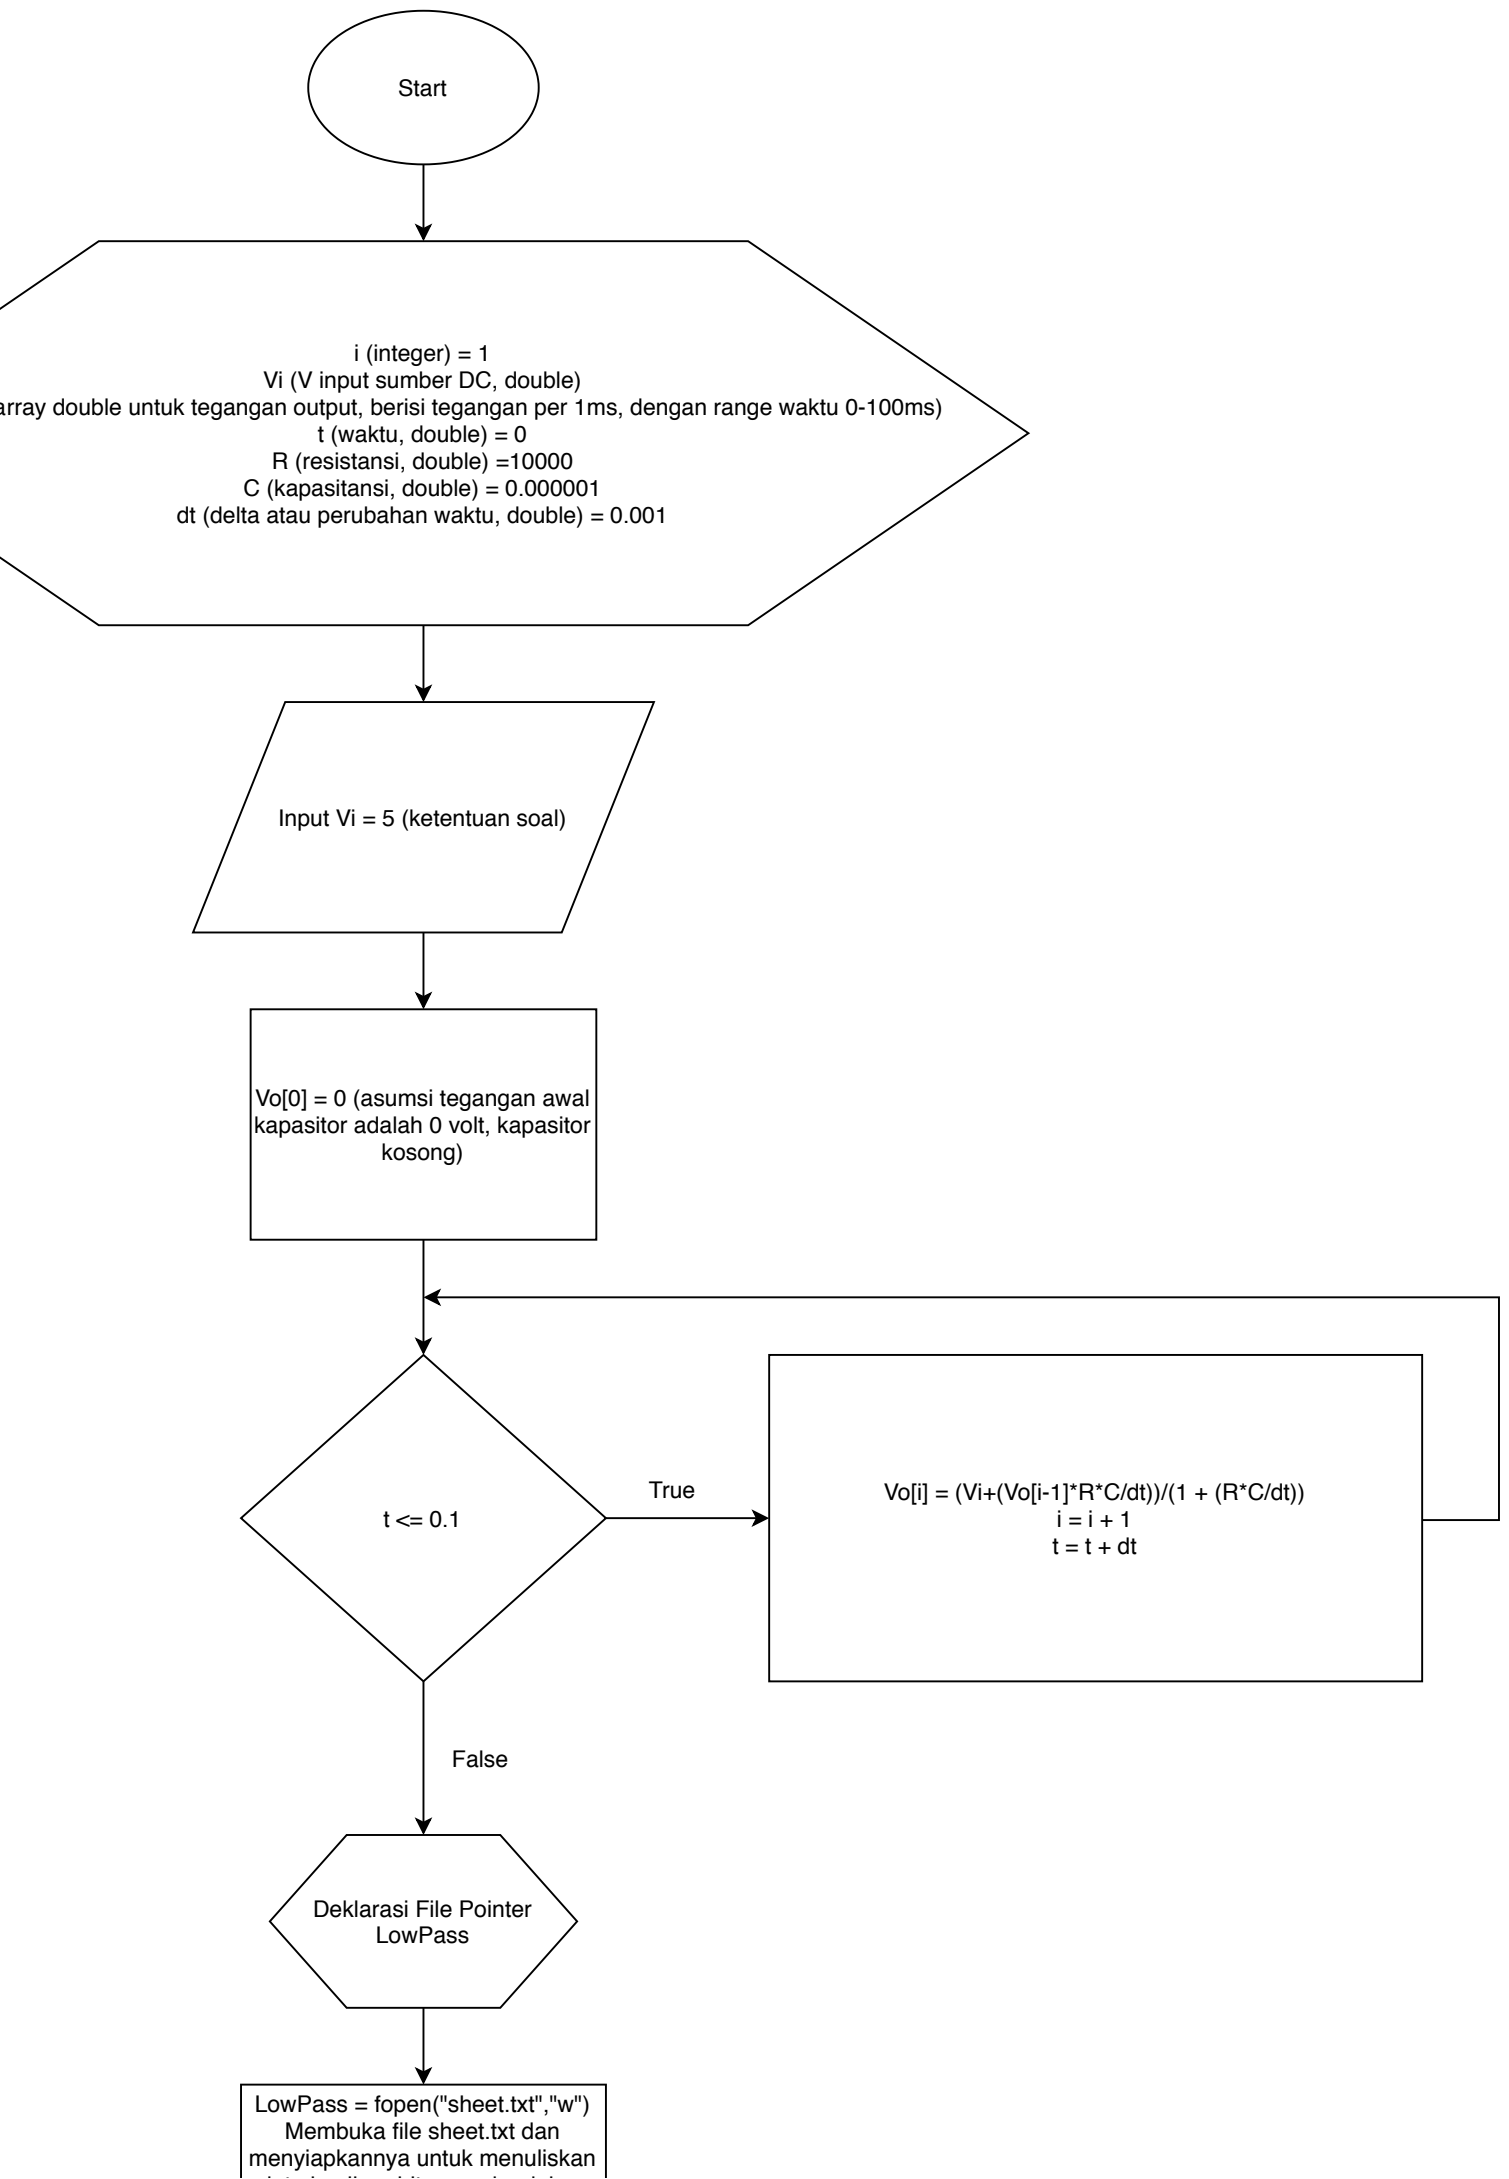 Start
i (integer) = 1
Vi (V input sumber DC, double)
array double untuk tegangan output, berisi tegangan per 1ms, dengan range waktu 0-100ms)
t (waktu, double) = 0
R (resistansi, double) =10000
C (kapasitansi, double) = 0.000001
dt (delta atau perubahan waktu, double) = 0.001
Input Vi = 5 (ketentuan soal)
Vo[0] = 0 (asumsi tegangan awal
kapasitor adalah 0 volt, kapasitor
kosong)
t <= 0.1
True
Vo[i] = (Vi+(Vo[i-1]*R*C/dt))/(1 + (R*C/dt))
i = i + 1
t = t + dt
False
Deklarasi File Pointer
LowPass
LowPass = fopen("sheet.txt","w")
Membuka file sheet.txt dan
menyiapkannya untuk menuliskan